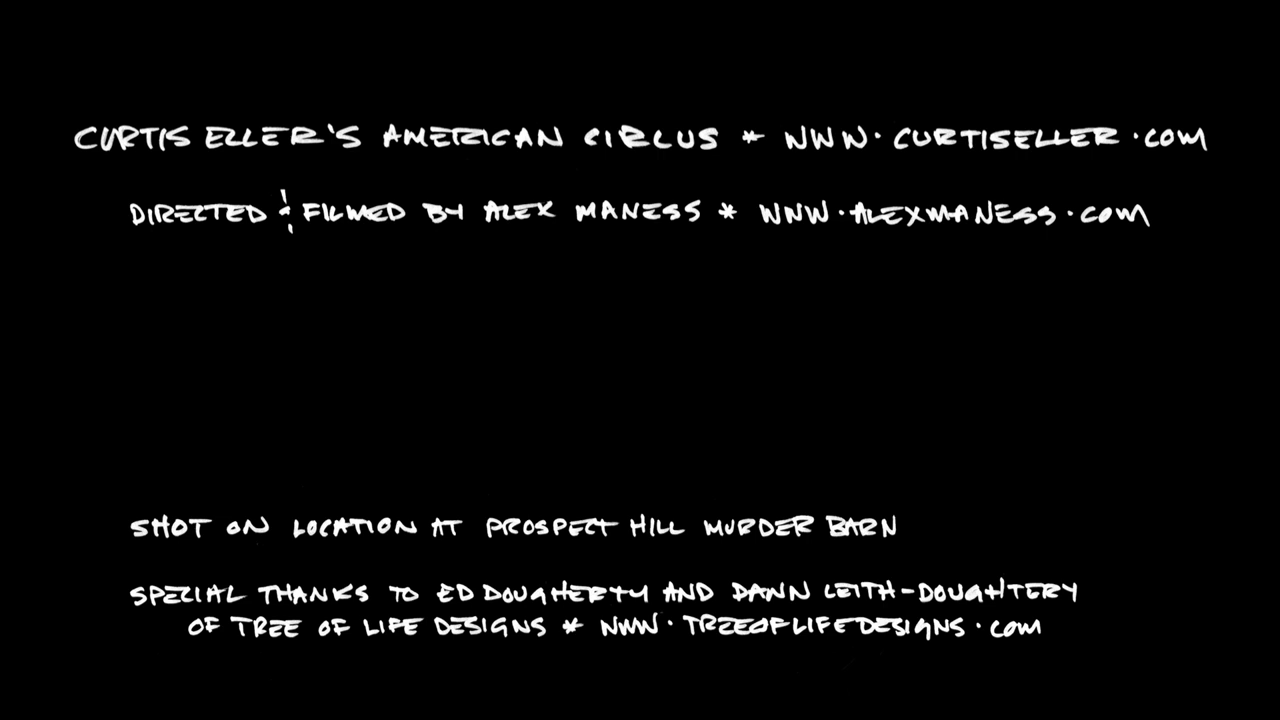 CURTIS ELLER'S AMERICAN CIRCUS * WWW.CURTISELLER.COM
DIRECTED & FILMED BY ALEX MANESS * WWW.ALEXMANESS.COM
SHOT ON LOCATION AT PROSPECT HILL MURDER BARN
SPECIAL THANKS TO ED DOUGHERTY AND DAWN LEITH-DOUGHTERY
OF TREE OF LIFE DESIGNS * WWW.TREEOFLIFEDESIGNS.COM